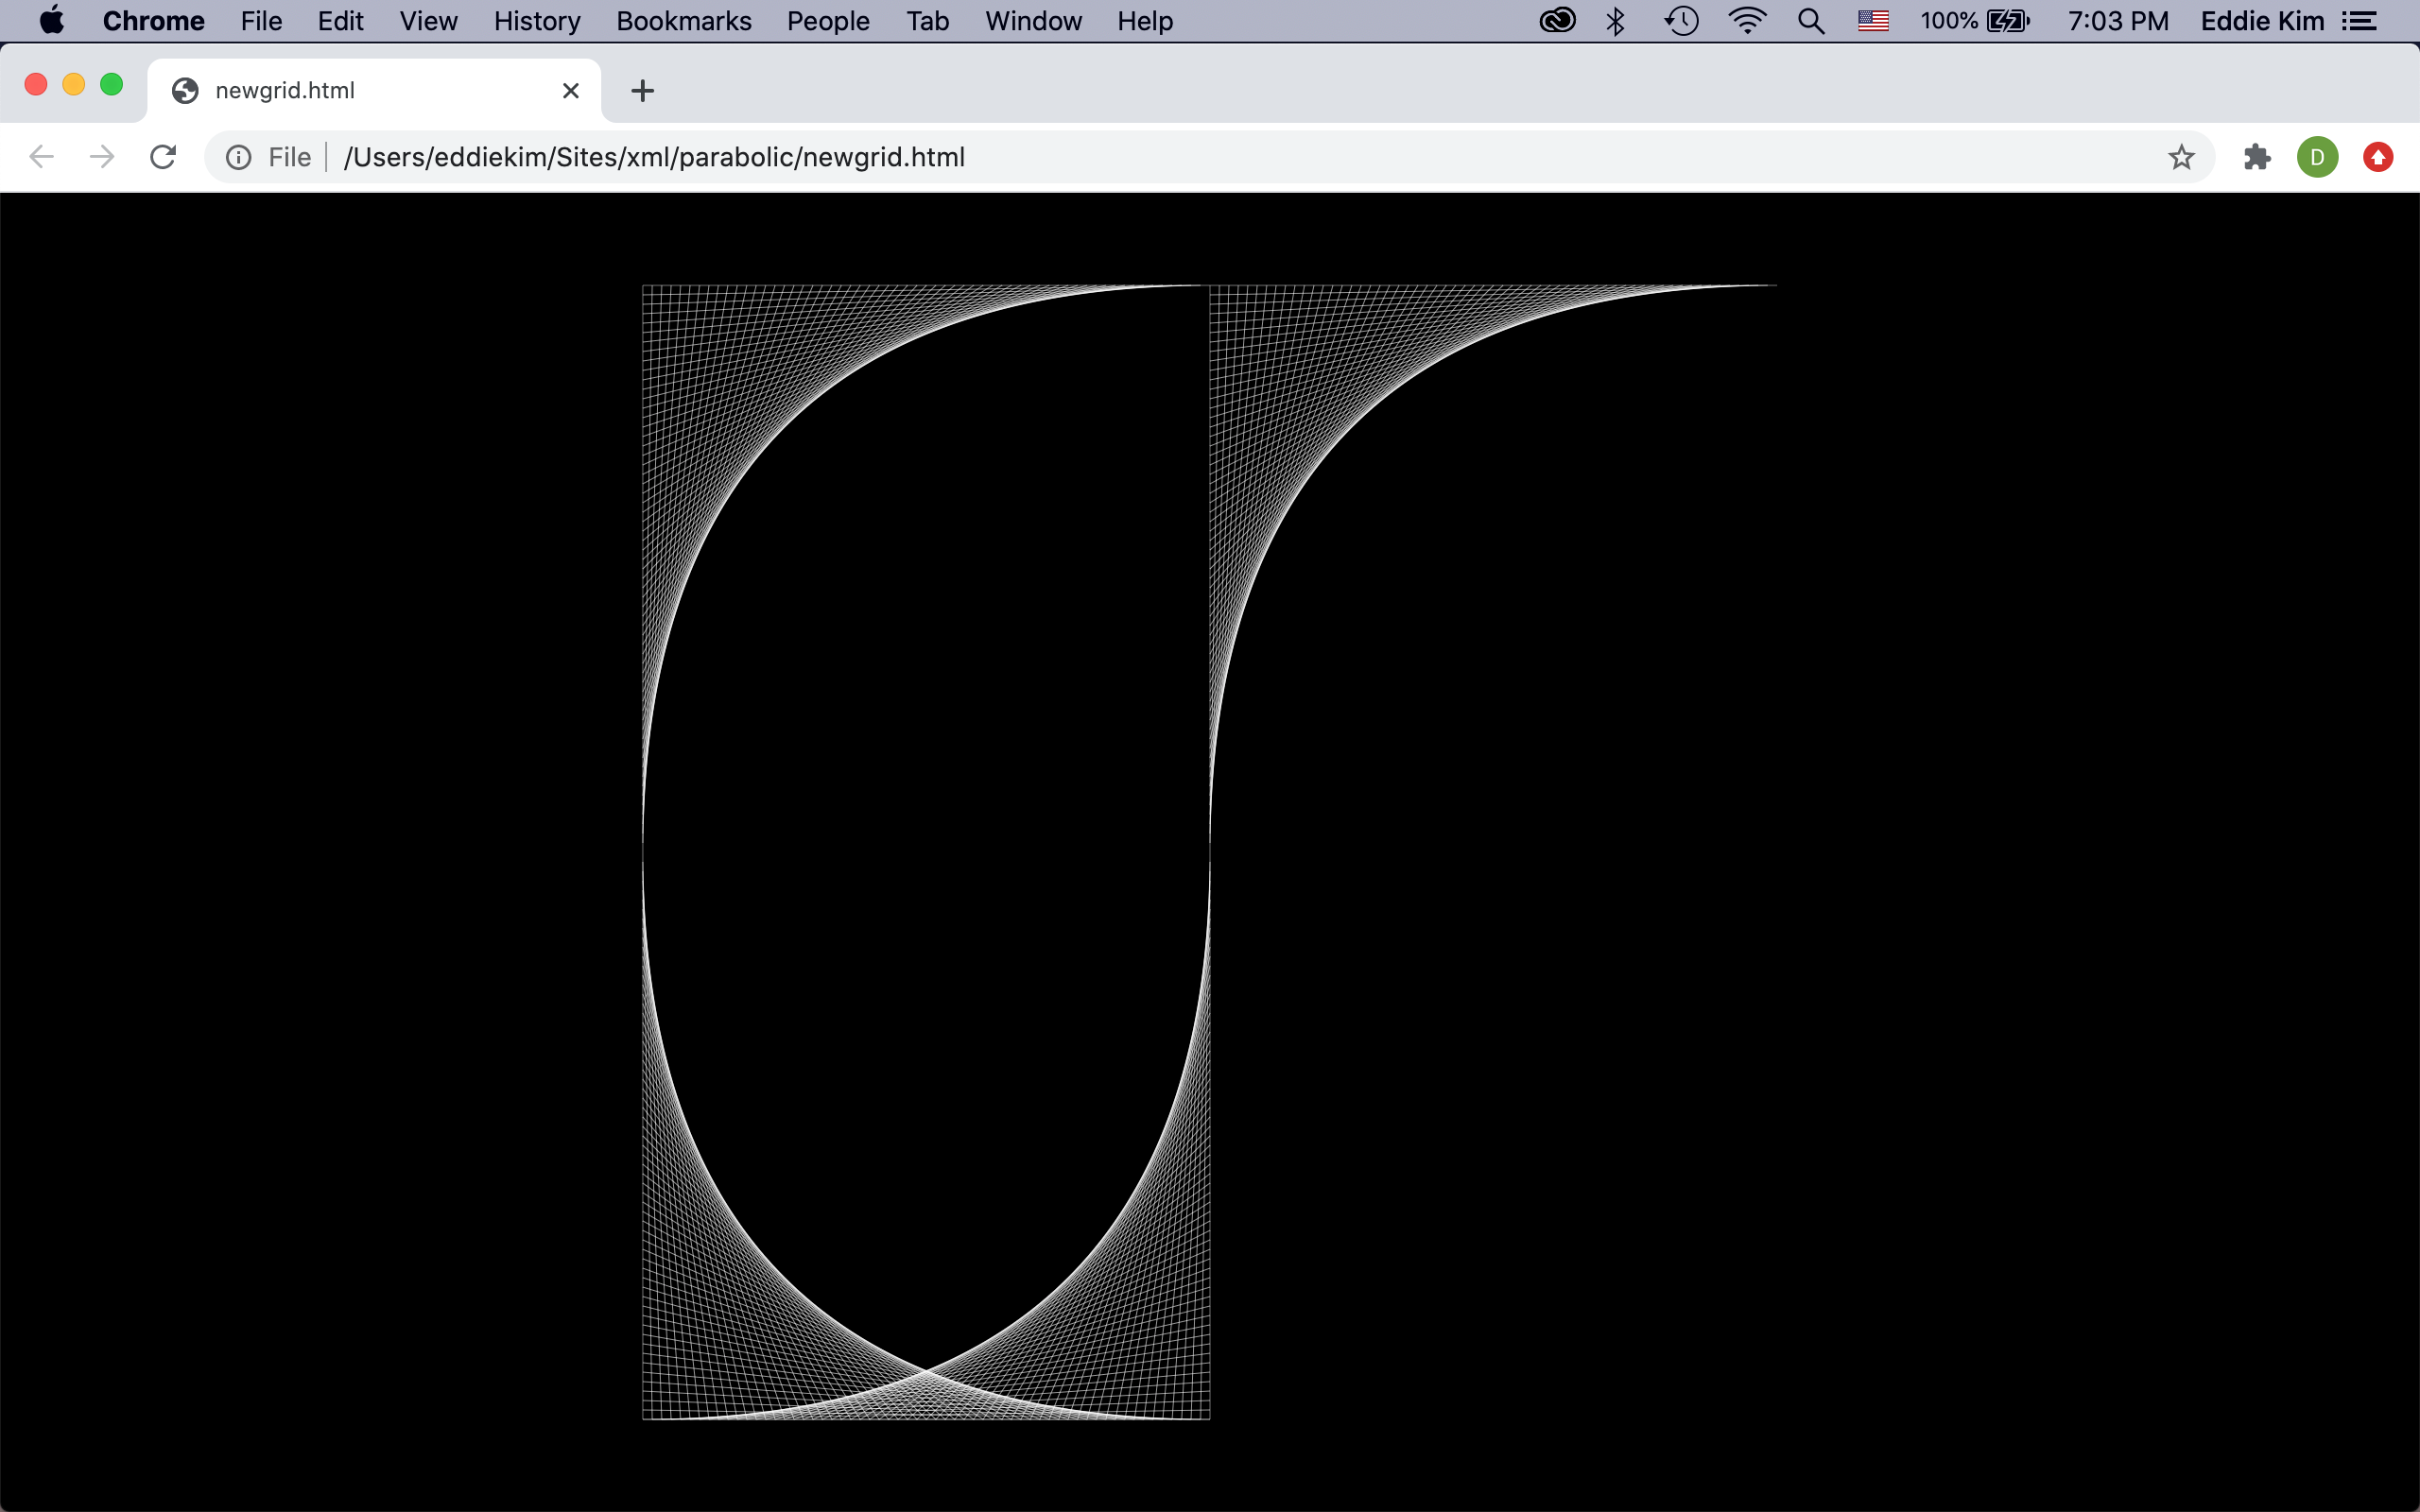 Chrome File Edit View History Bookmarks People Tab Window Help 100% 7:03 PM Eddie Kim
newgrid.html
File /Users/eddiekim/Sites/xml/parabolic/newgrid.html D